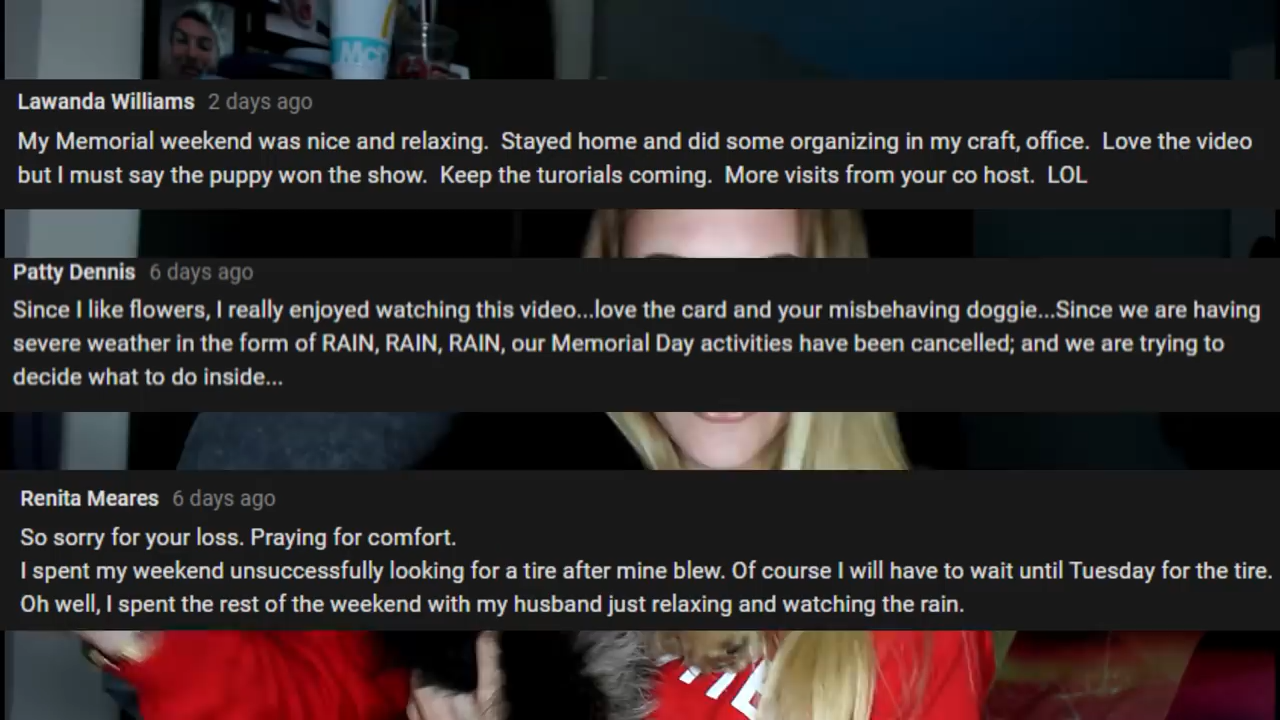 Mc
Lawanda Williams 2 days ago
My Memorial weekend was nice and relaxing.  Stayed home and did some organizing in my craft, office.  Love the video
but I must say the puppy won the show.  Keep the turorials coming.  More visits from your co host.  LOL
Patty Dennis 6 days ago
Since I like flowers, I really enjoyed watching this video...love the card and your misbehaving doggie...Since we are having
severe weather in the form of RAIN, RAIN, RAIN, our Memorial Day activities have been cancelled; and we are trying to
decide what to do inside...
Renita Meares 6 days ago
So sorry for your loss. Praying for comfort.
I spent my weekend unsuccessfully looking for a tire after mine blew. Of course I will have to wait until Tuesday for the tire.
Oh well, I spent the rest of the weekend with my husband just relaxing and watching the rain.